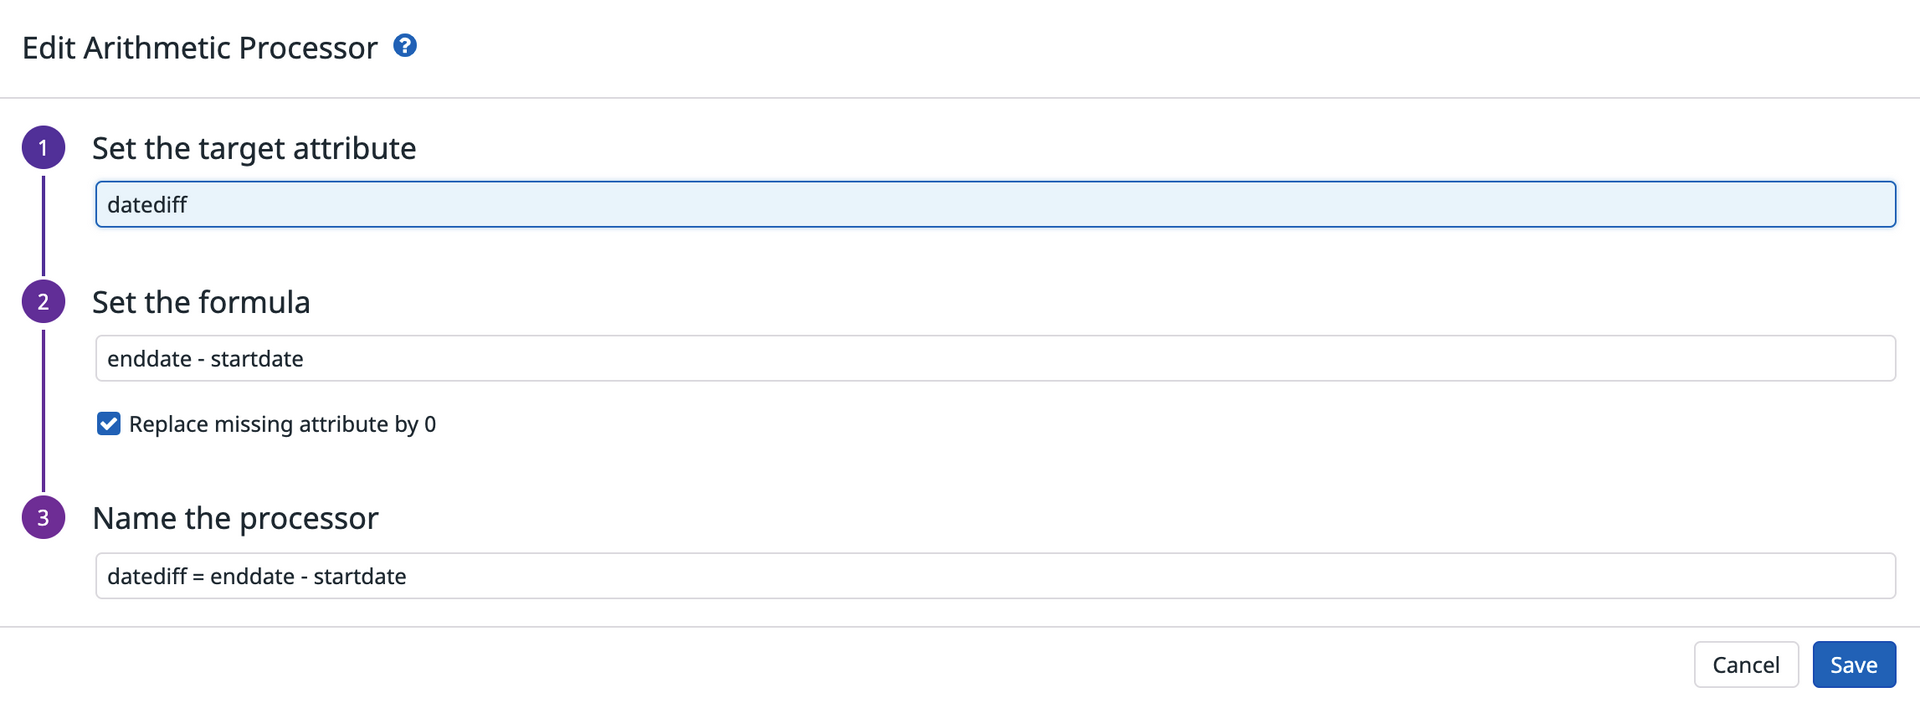 Edit Arithmetic Processor ?
1 Set the target attribute
datediff
2 Set the formula
enddate - startdate
Replace missing attribute by 0
3 Name the processor
datediff = enddate - startdate
Cancel Save